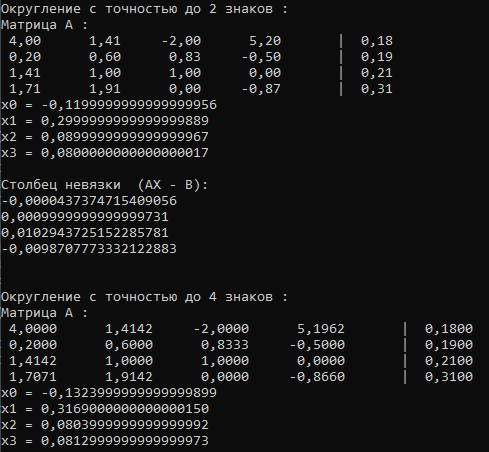 Округление с точностью до 2 знаков :
Матрица A :
4,00 1,41 -2,00 5,20 | 0,18
0,20 0,60 0,83 -0,50 | 0,19
1,41 1,00 1,00 0,00 | 0,21
1,71 1,91 0,00 -0,87 | 0,31
x0 = -0,1199999999999999956
x1 = 0,2999999999999999889
x2 = 0,0899999999999999967
x3 = 0,0800000000000000017
Столбец невязки (AX - B):
-0,0000437374715409056
0,0009999999999999731
0,0102943725152285781
-0,0098707773332122883
Округление с точностью до 4 знаков :
Матрица A :
4,0000 1,4142 -2,0000 5,1962 | 0,1800
0,2000 0,6000 0,8333 -0,5000 | 0,1900
1,4142 1,0000 1,0000 0,0000 | 0,2100
1,7071 1,9142 0,0000 -0,8660 | 0,3100
x0 = -0,1323999999999999899
x1 = 0,3169000000000000150
x2 = 0,0803999999999999992
x3 = 0,0812999999999999973